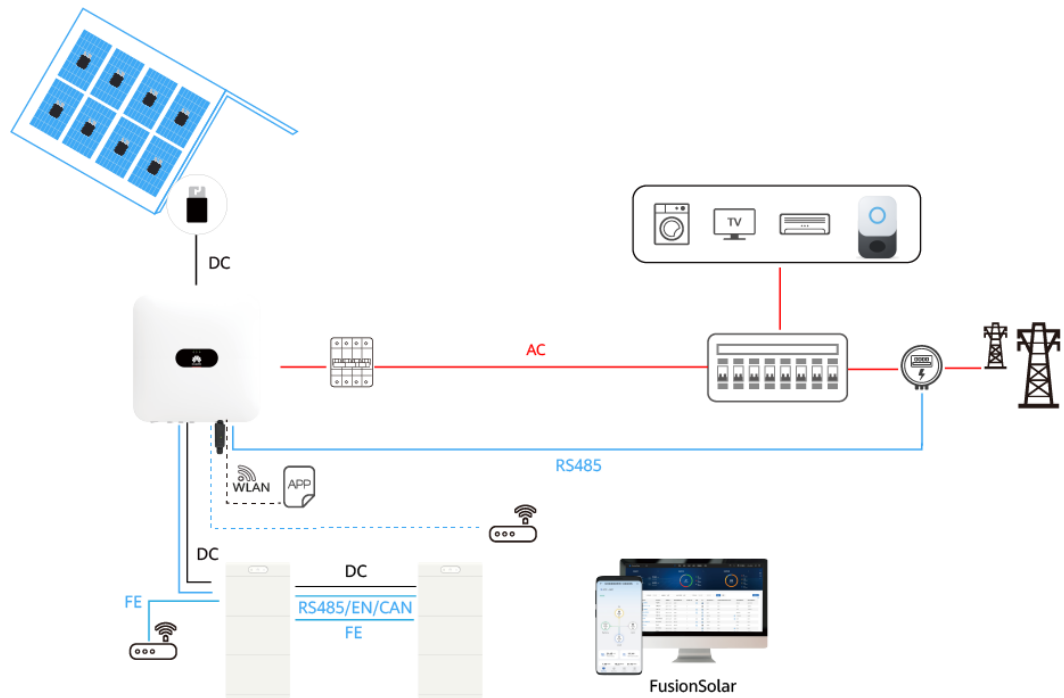 DC
TV
AC
RS485
WLAN
APP
DC
DC
FE
RS485/EN/CAN
FE
FusionSolar